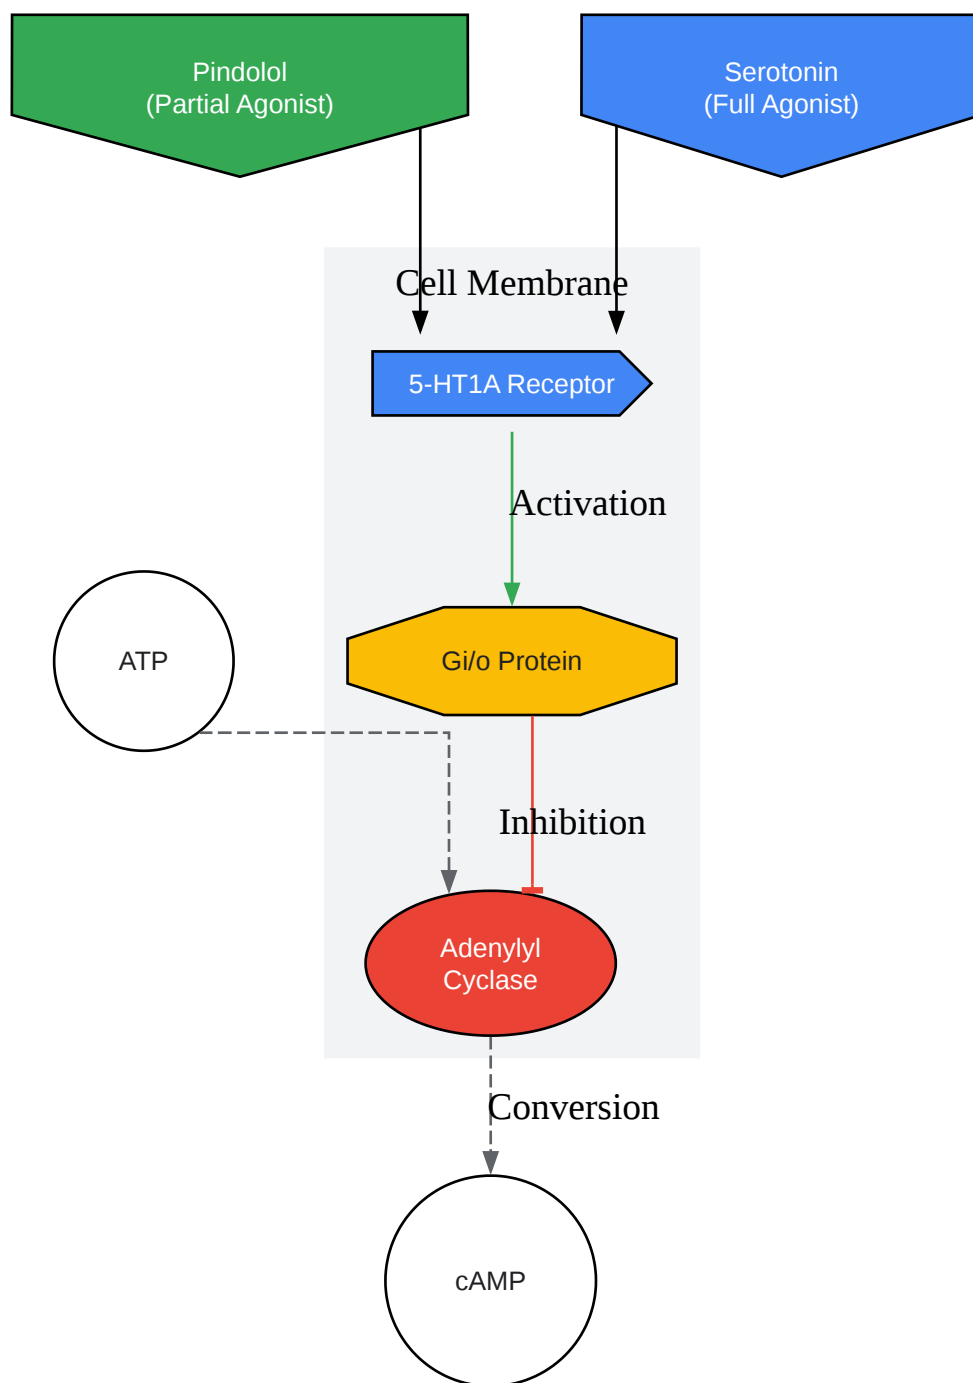 Pindolol
(Partial Agonist)
Serotonin
(Full Agonist)
Cell Membrane
5-HT1A Receptor
Activation
ATP
Gi/o Protein
Inhibition
Adenylyl
Cyclase
Conversion
cAMP